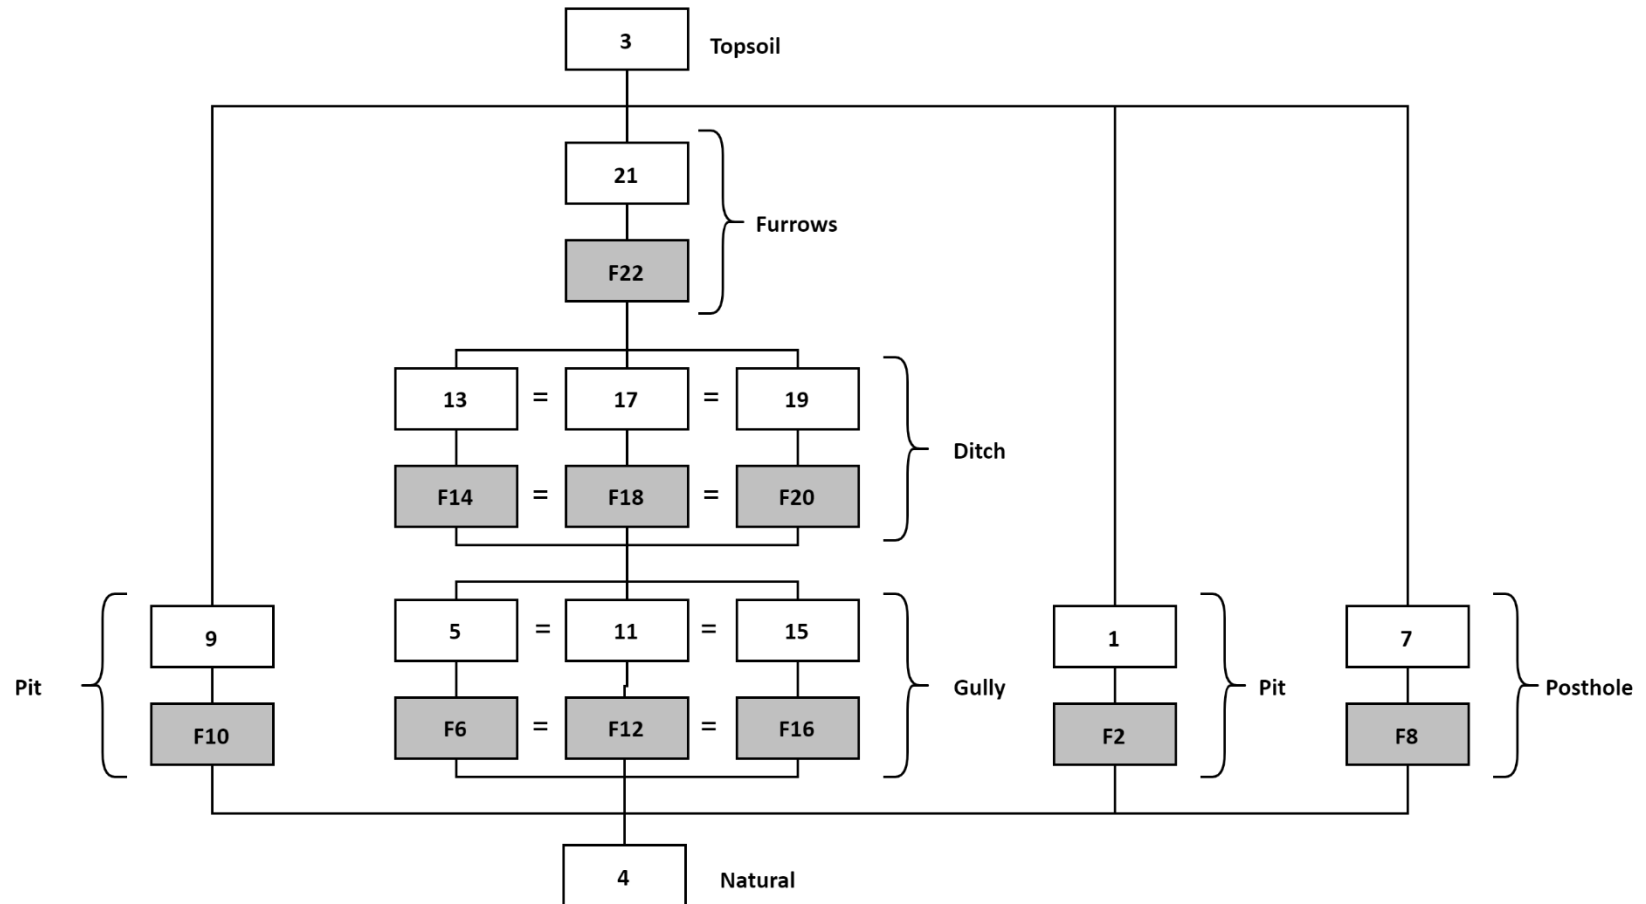 3 Topsoil
21
Furrows
F22
13 = 17 = 19
Ditch
F14 = F18 = F20
5 = 11 = 15
9
1
7
Pit
Gully
Pit
Posthole
F10
F6 = F12 = F16
F2
F8
4 Natural